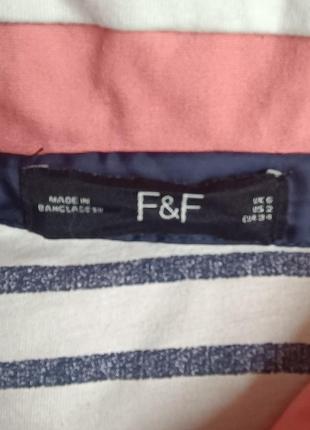 MADE IN
BANGLADESH
F&F
UK 6
US 2
EUR 34